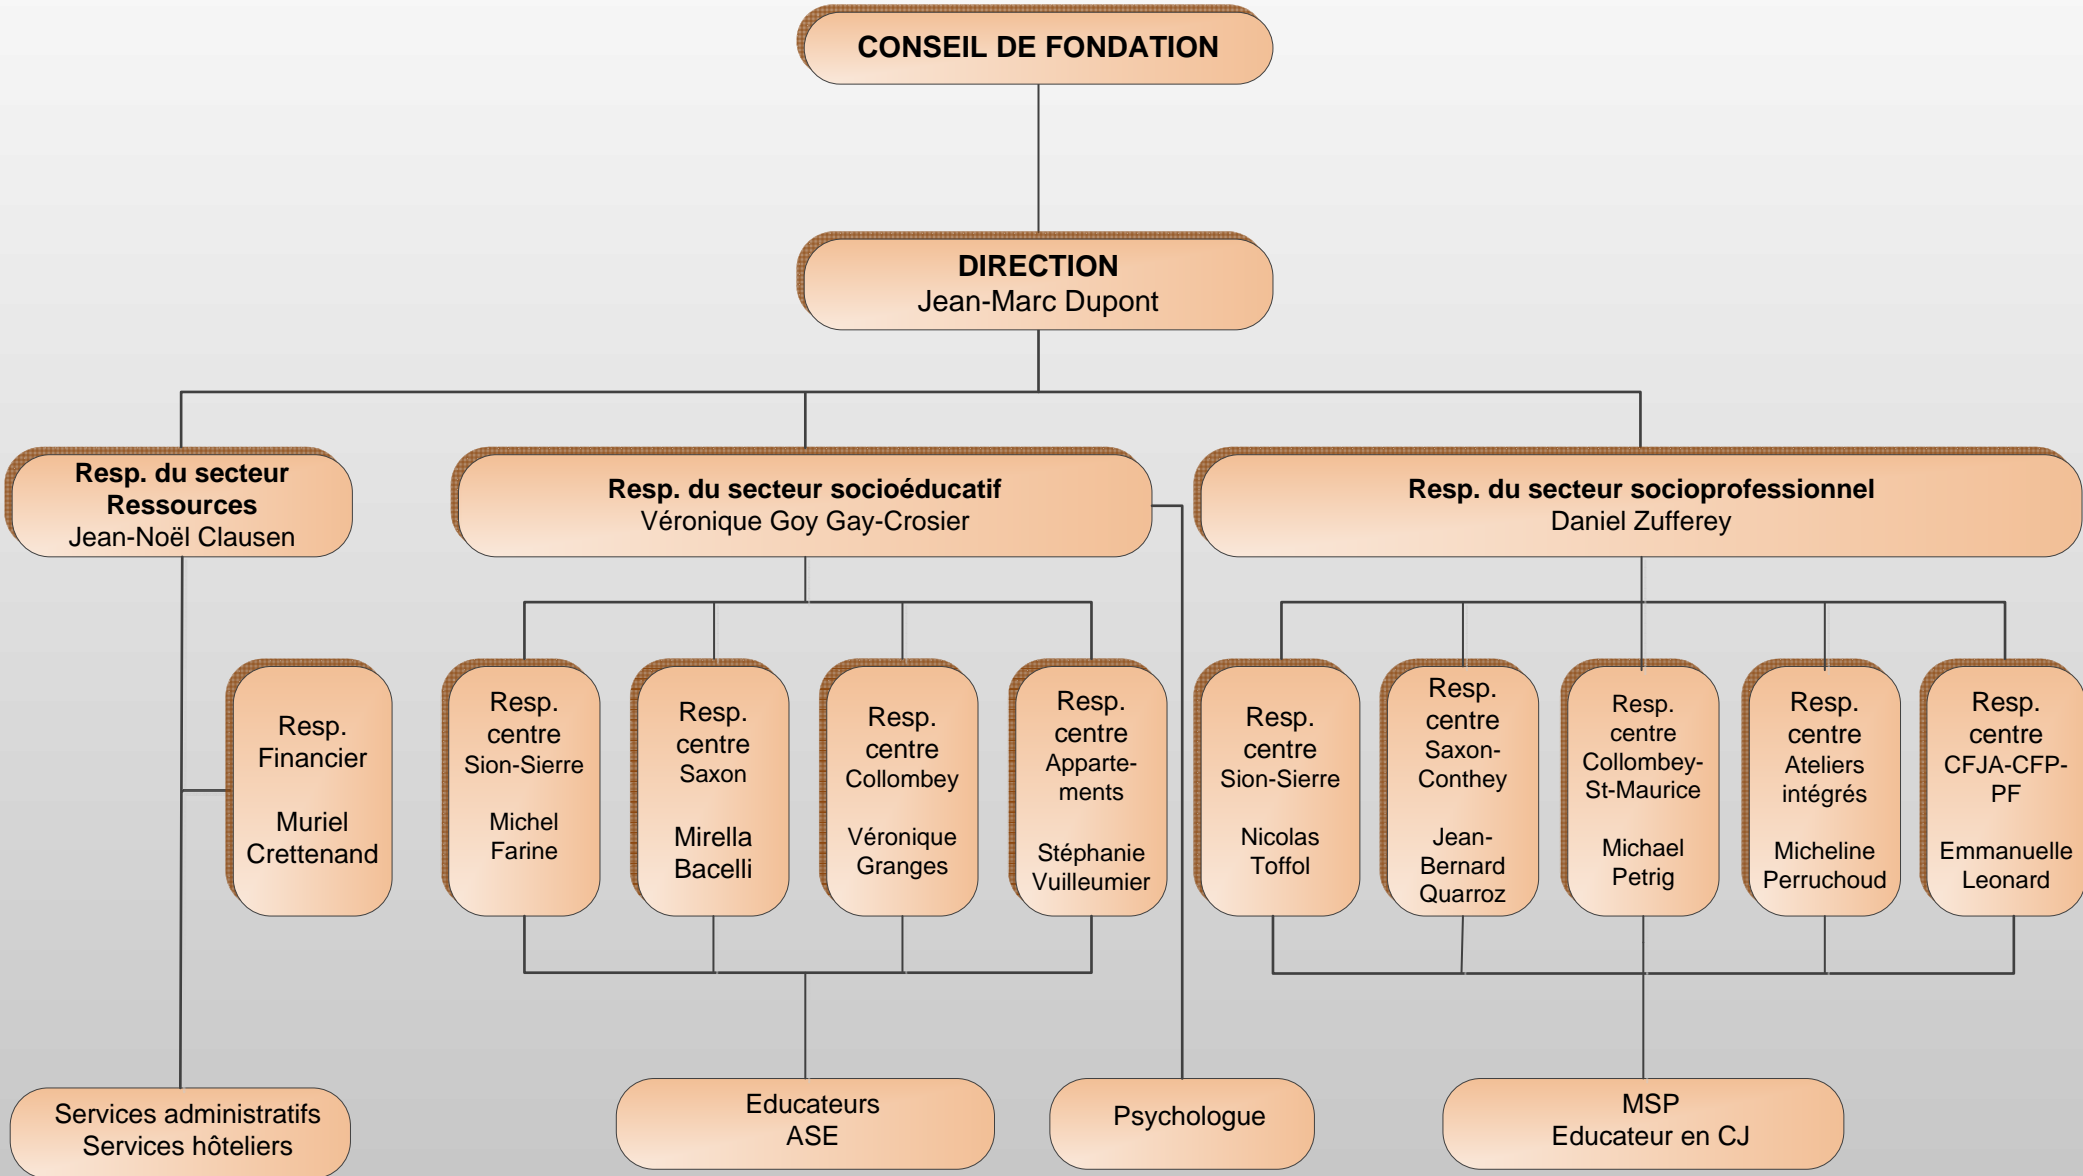 CONSEIL DE FONDATION
DIRECTION
Jean-Marc Dupont
Resp. du secteur
Ressources
Jean-Noël Clausen
Resp. du secteur socioéducatif
Véronique Goy Gay-Crosier
Resp. du secteur socioprofessionnel
Daniel Zufferey
Resp.
Financier
Muriel
Crettenand
Resp.
centre
Sion-Sierre
Michel
Farine
Resp.
centre
Saxon
Mirella
Bacelli
Resp.
centre
Collombey
Véronique
Granges
Resp.
centre
Apparte-
ments
Stéphanie
Vuilleumier
Resp.
centre
Sion-Sierre
Nicolas
Toffol
Resp.
centre
Saxon-
Conthey
Jean-
Bernard
Quarroz
Resp.
centre
Collombey-
St-Maurice
Michael
Petrig
Resp.
centre
Ateliers
intégrés
Micheline
Perruchoud
Resp.
centre
CFJA-CFP-
PF
Emmanuelle
Leonard
Services administratifs
Services hôteliers
Educateurs
ASE
Psychologue
MSP
Educateur en CJ